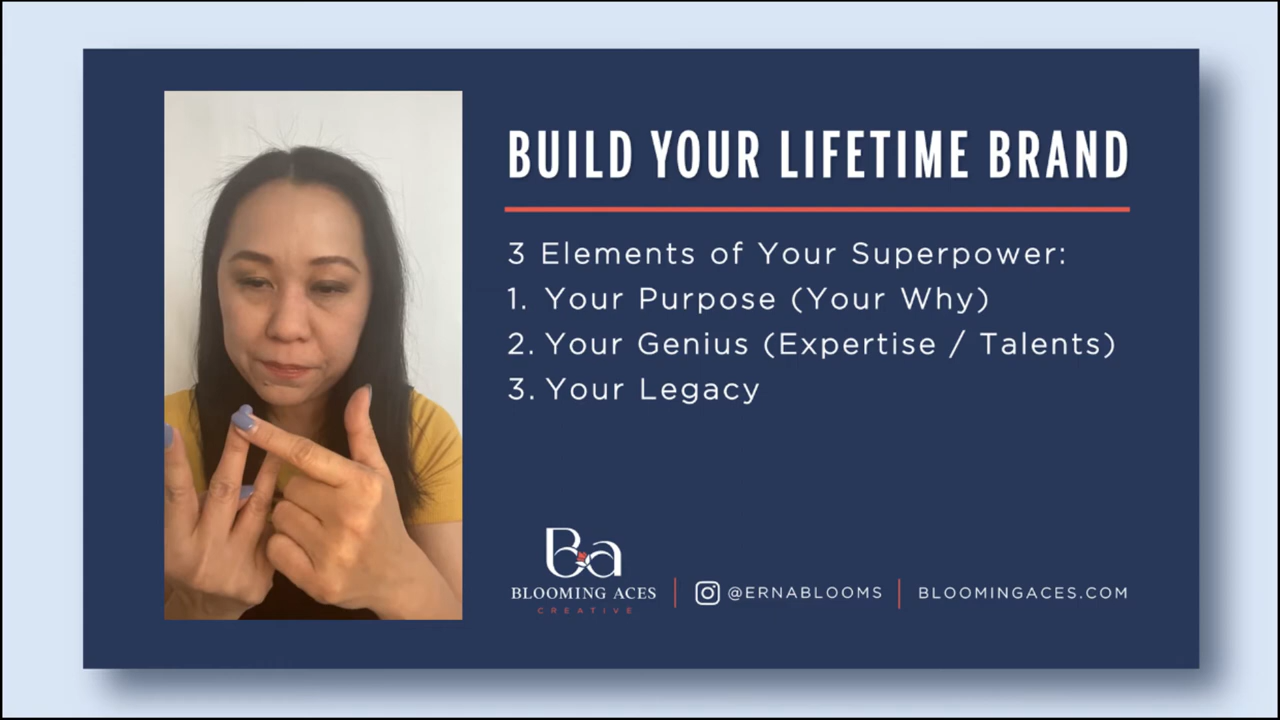 BUILD YOUR LIFETIME BRAND
3 Elements of Your Superpower:
1. Your Purpose (Your Why)
2. Your Genius (Expertise / Talents)
3. Your Legacy
Ba
BLOOMING ACES
CREATIVE
@ERNABLOOMS
BLOOMINGACES.COM